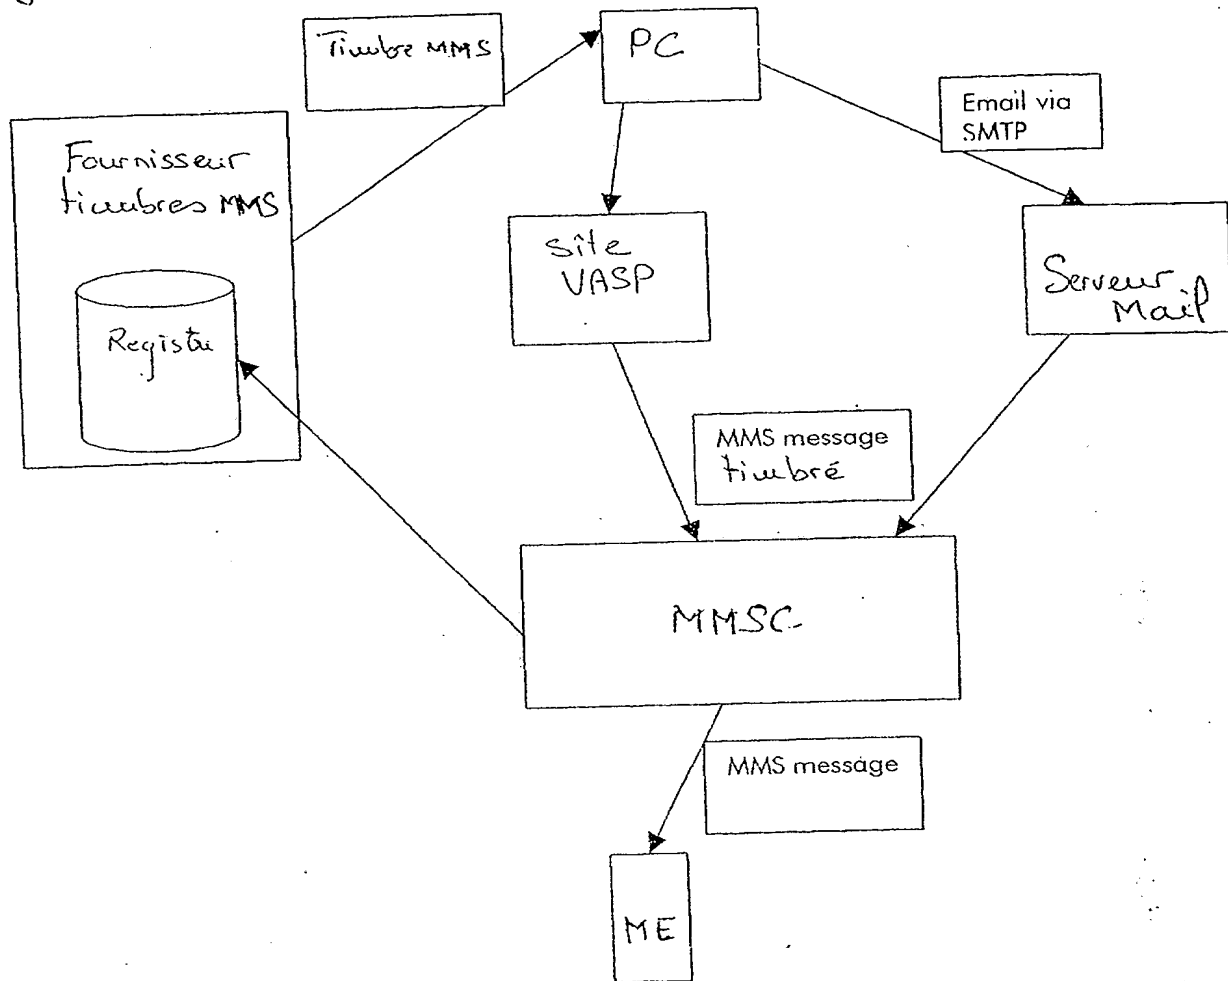 Timbre MMS
PC
Email via
SMTP
Fournisseur
timbres MMS
Site
VASP
Serveur
Mail
Registre
MMS message
timbré
MMSC
MMS message
ME